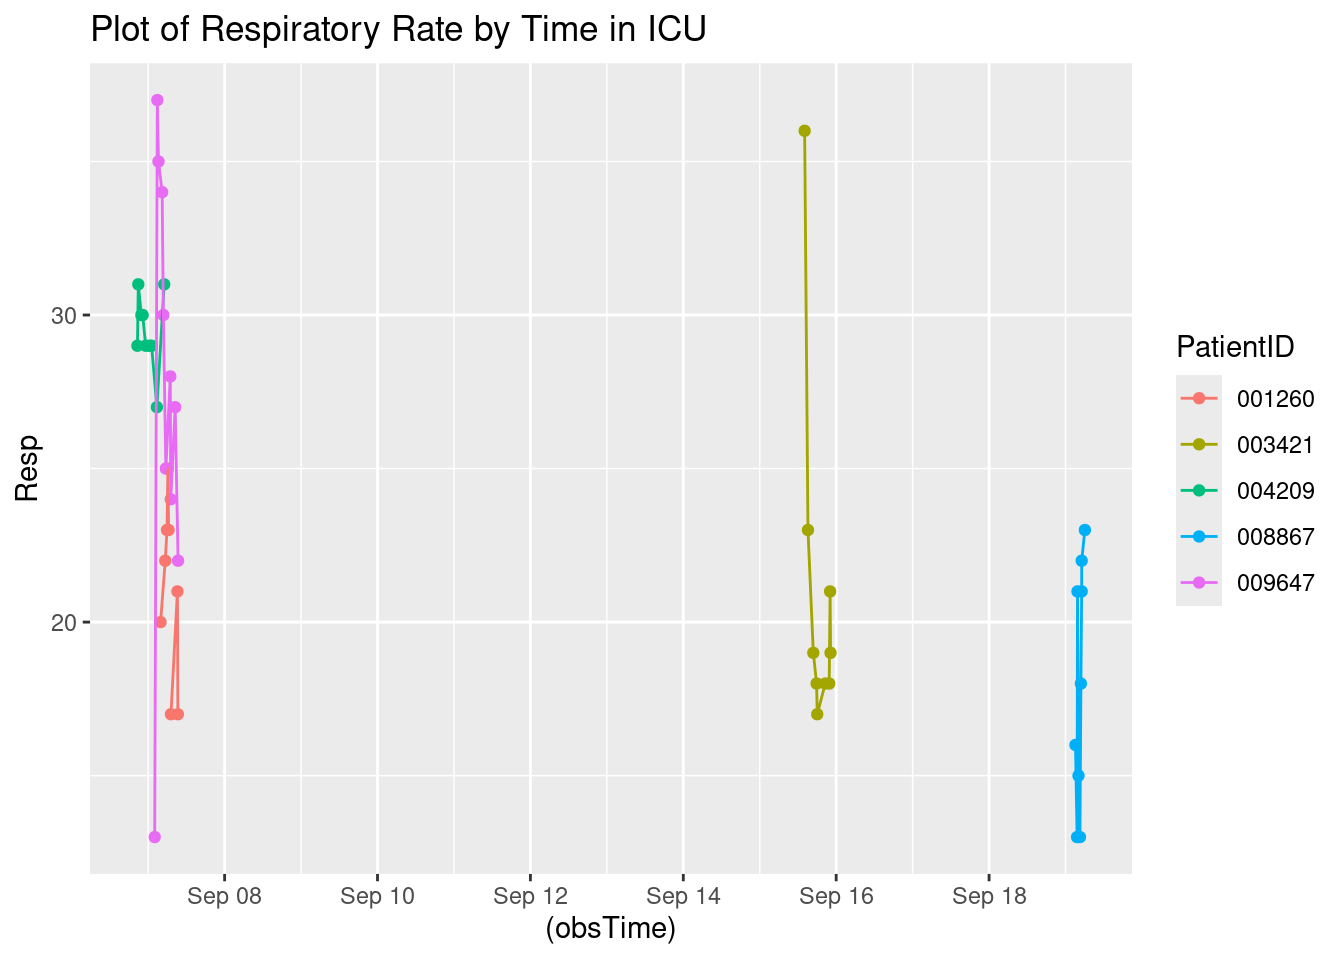 Plot of Respiratory Rate by Time in ICU
30
20
Resp
Sep 08
Sep 10
Sep 12
Sep 14
Sep 16
Sep 18
(obsTime)
PatientID
001260
003421
004209
008867
009647